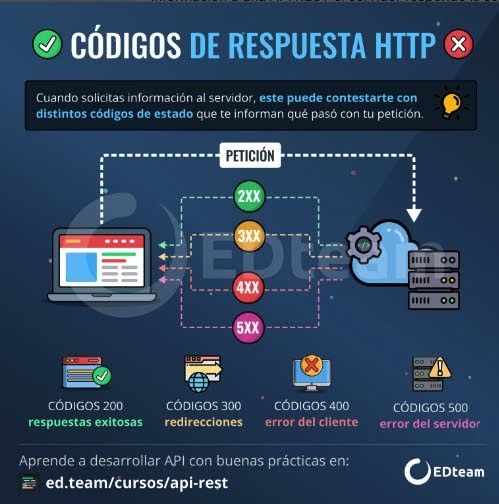 CÓDIGOS DE RESPUESTA HTTP
Cuando solicitas información al servidor, este puede contestarte con
distintos códigos de estado que te informan qué pasó con tu petición.
PETICIÓN
2XX
3XX
4XX
5XX
EDteam
CÓDIGOS 200
respuestas exitosas
CÓDIGOS 300
redirecciones
CÓDIGOS 400
error del cliente
CÓDIGOS 500
error del servidor
Aprende a desarrollar API con buenas prácticas en:
ed.team/cursos/api-rest
EDteam